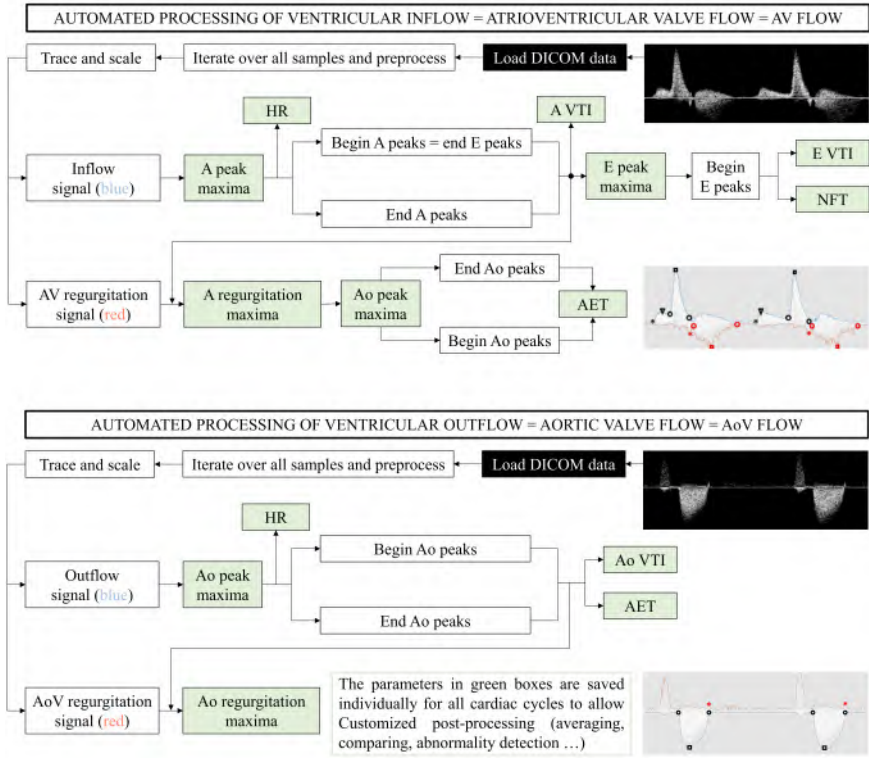 AUTOMATED PROCESSING OF VENTRICULAR INFLOW = ATRIOVENTRICULAR VALVE FLOW = AV FLOW
Trace and scale
Iterate over all samples and preprocess
Load DICOM data
HR
A VTI
Begin A peaks = end E peaks
Inflow
signal (blue)
A peak
maxima
E peak
maxima
Begin
E peaks
E VTI
NFT
End A peaks
End Ao peaks
AV regurgitation
signal (red)
A regurgitation
maxima
Ao peak
maxima
AET
Begin Ao peaks
AUTOMATED PROCESSING OF VENTRICULAR OUTFLOW = AORTIC VALVE FLOW = AoV FLOW
Trace and scale
Iterate over all samples and preprocess
Load DICOM data
HR
Begin Ao peaks
Ao VTI
Outflow
signal (blue)
Ao peak
maxima
AET
End Ao peaks
AoV regurgitation
signal (red)
Ao regurgitation
maxima
The parameters in green boxes are saved
individually for all cardiac cycles to allow
Customized post-processing (averaging,
comparing, abnormality detection …)